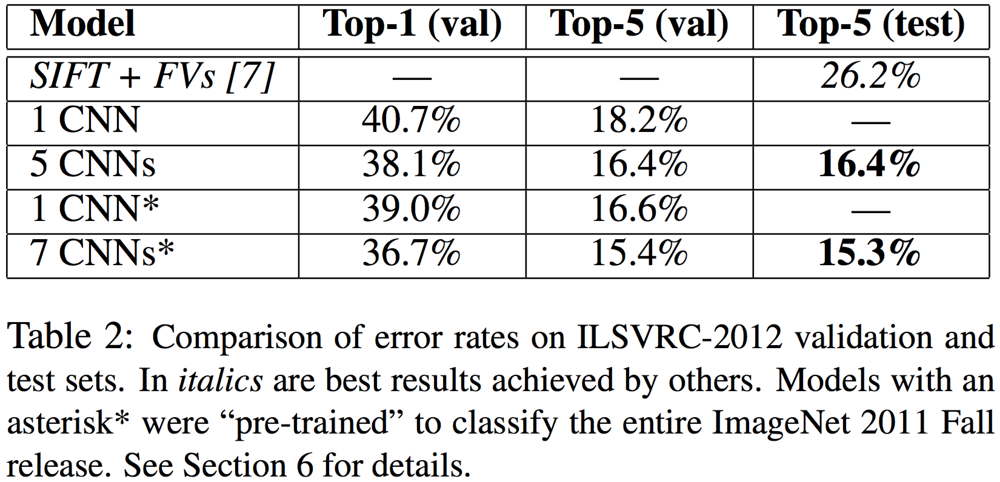 Model Top-1 (val) Top-5 (val) Top-5 (test)
SIFT + FVs [7] — — 26.2%
1 CNN 40.7% 18.2% —
5 CNNs 38.1% 16.4% 16.4%
1 CNN* 39.0% 16.6% —
7 CNNs* 36.7% 15.4% 15.3%
Table 2: Comparison of error rates on ILSVRC-2012 validation and
test sets. In italics are best results achieved by others. Models with an
asterisk* were “pre-trained” to classify the entire ImageNet 2011 Fall
release. See Section 6 for details.